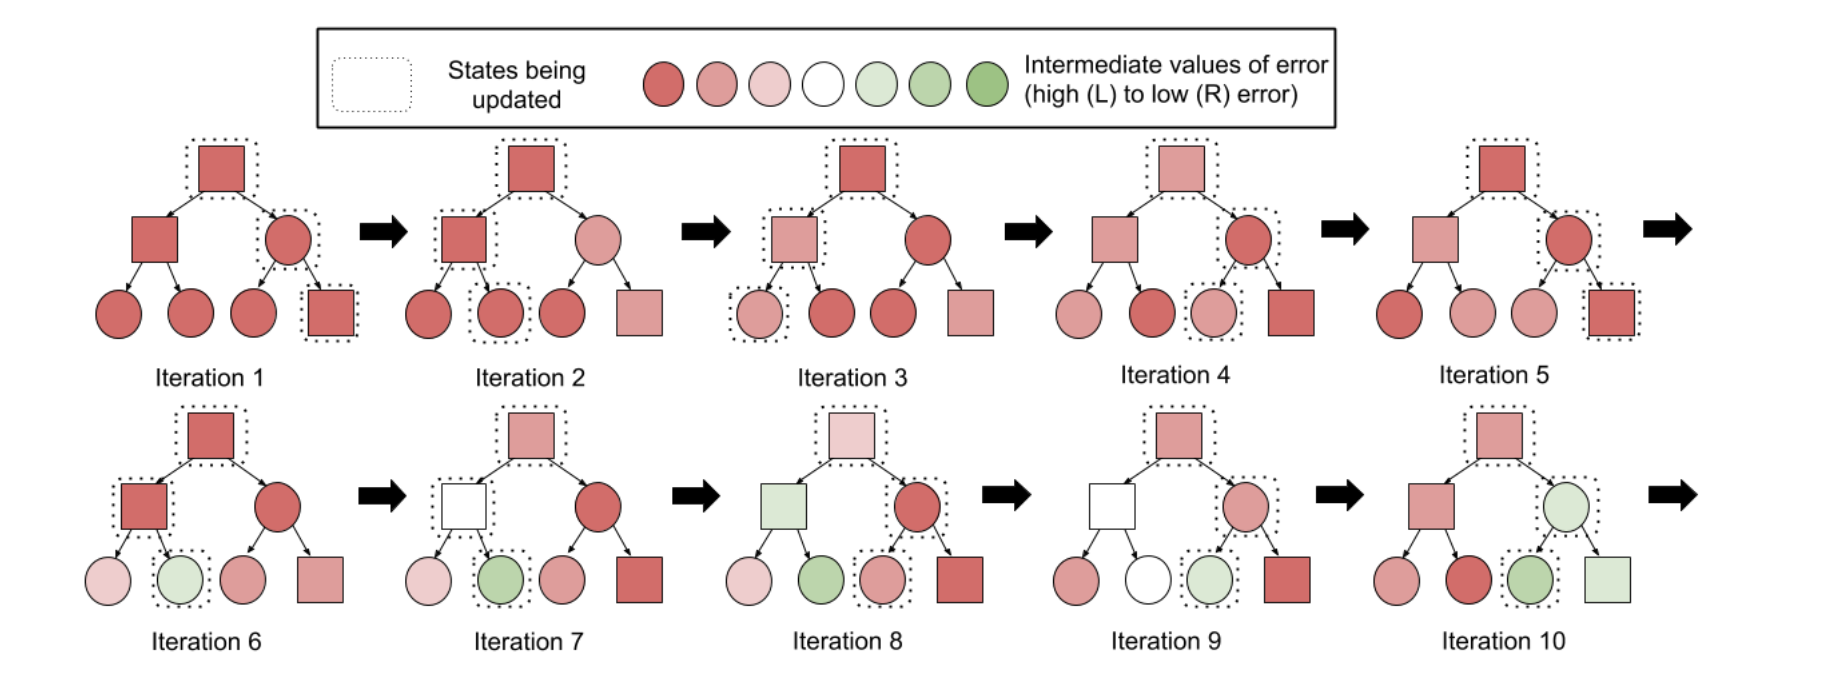 States being
updated
Intermediate values of error
(high (L) to low (R) error)
Iteration 1
Iteration 2
Iteration 3
Iteration 4
Iteration 5
Iteration 6
Iteration 7
Iteration 8
Iteration 9
Iteration 10